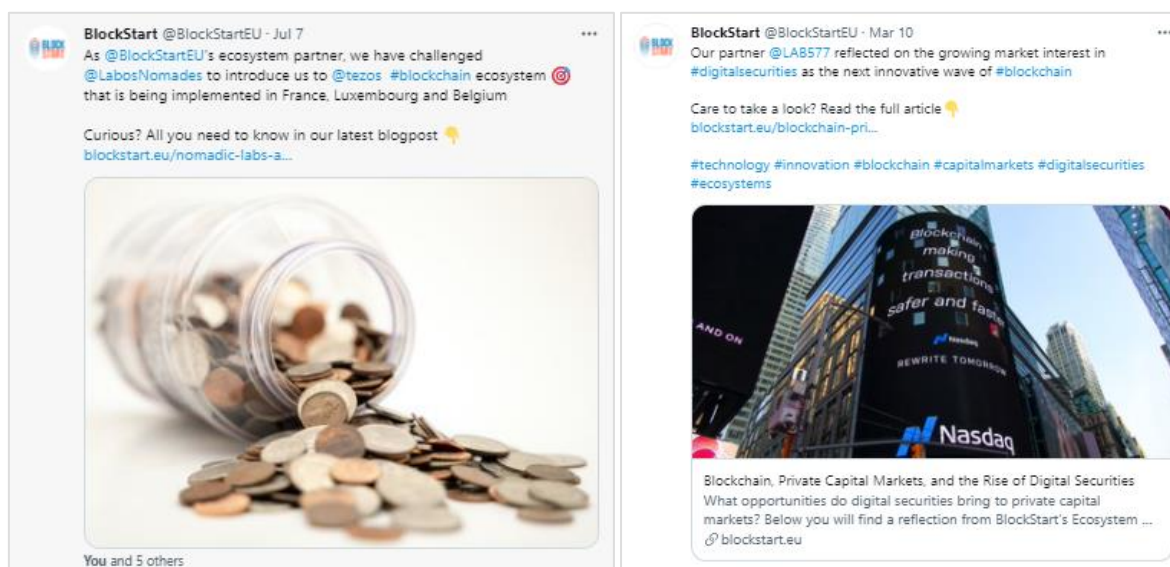 BLOCK START
BlockStart @BlockStartEU · Jul 7
As @BlockStartEU's ecosystem partner, we have challenged
@LabosNomades to introduce us to @tezos #blockchain ecosystem 🎯
that is being implemented in France, Luxembourg and Belgium
Curious? All you need to know in our latest blogpost 👇
blockstart.eu/nomadic-labs-a...
You and 5 others
BLOCK START
BlockStart @BlockStartEU · Mar 10
Our partner @LAB577 reflected on the growing market interest in
#digitalsecurities as the next innovative wave of #blockchain
Care to take a look? Read the full article 👇
blockstart.eu/blockchain-pri...
#technology #innovation #blockchain #capitalmarkets #digitalsecurities
#ecosystems
AND ON
Blockchain
making
transactions
safer and faster
Nasdaq
REWRITE TOMORROW
Nasdaq
Blockchain, Private Capital Markets, and the Rise of Digital Securities
What opportunities do digital securities bring to private capital
markets? Below you will find a reflection from BlockStart's Ecosystem ...
blockstart.eu